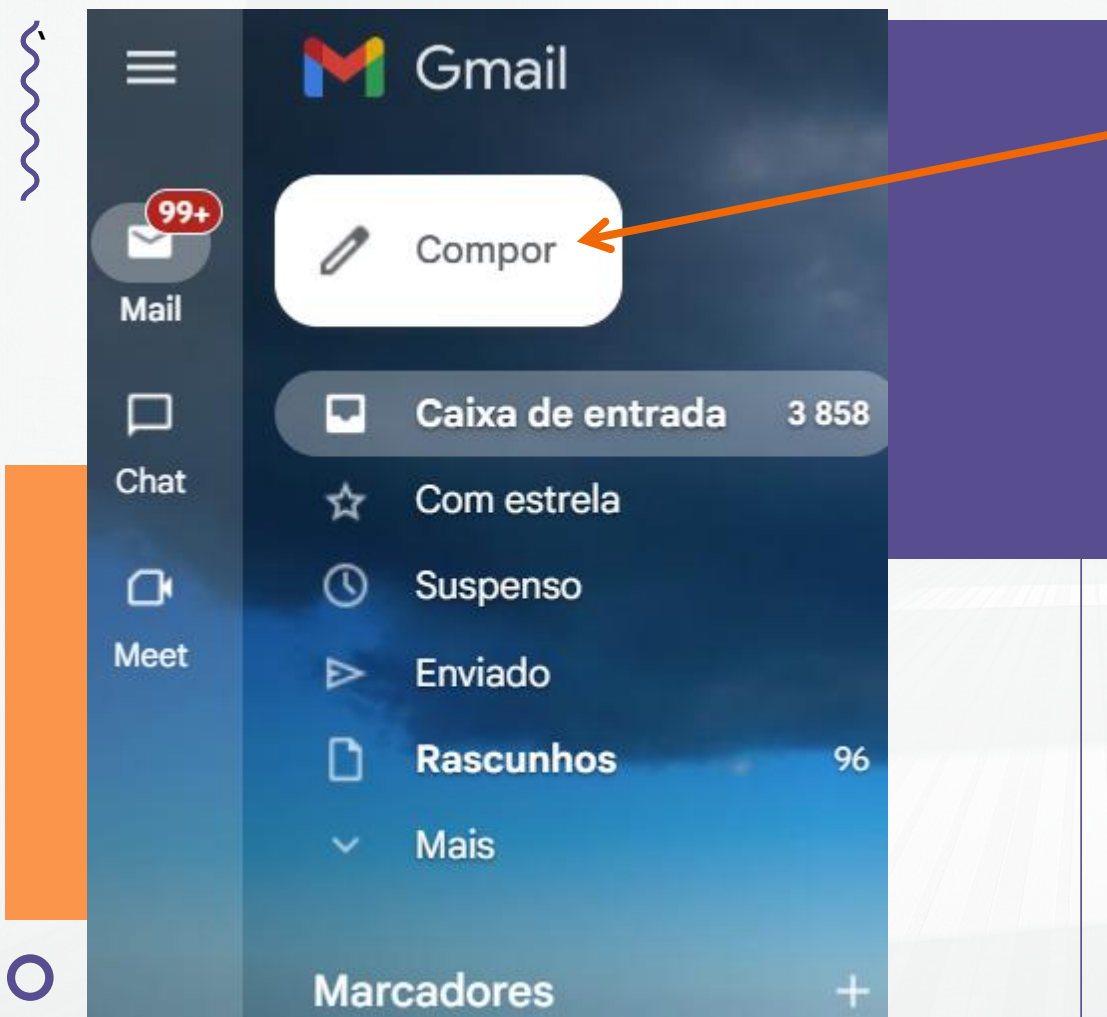 Gmail
99+
Compor
Mail
Caixa de entrada 3 858
Chat
Com estrela
Suspenso
Meet
Enviado
Rascunhos 96
Mais
Marcadores +